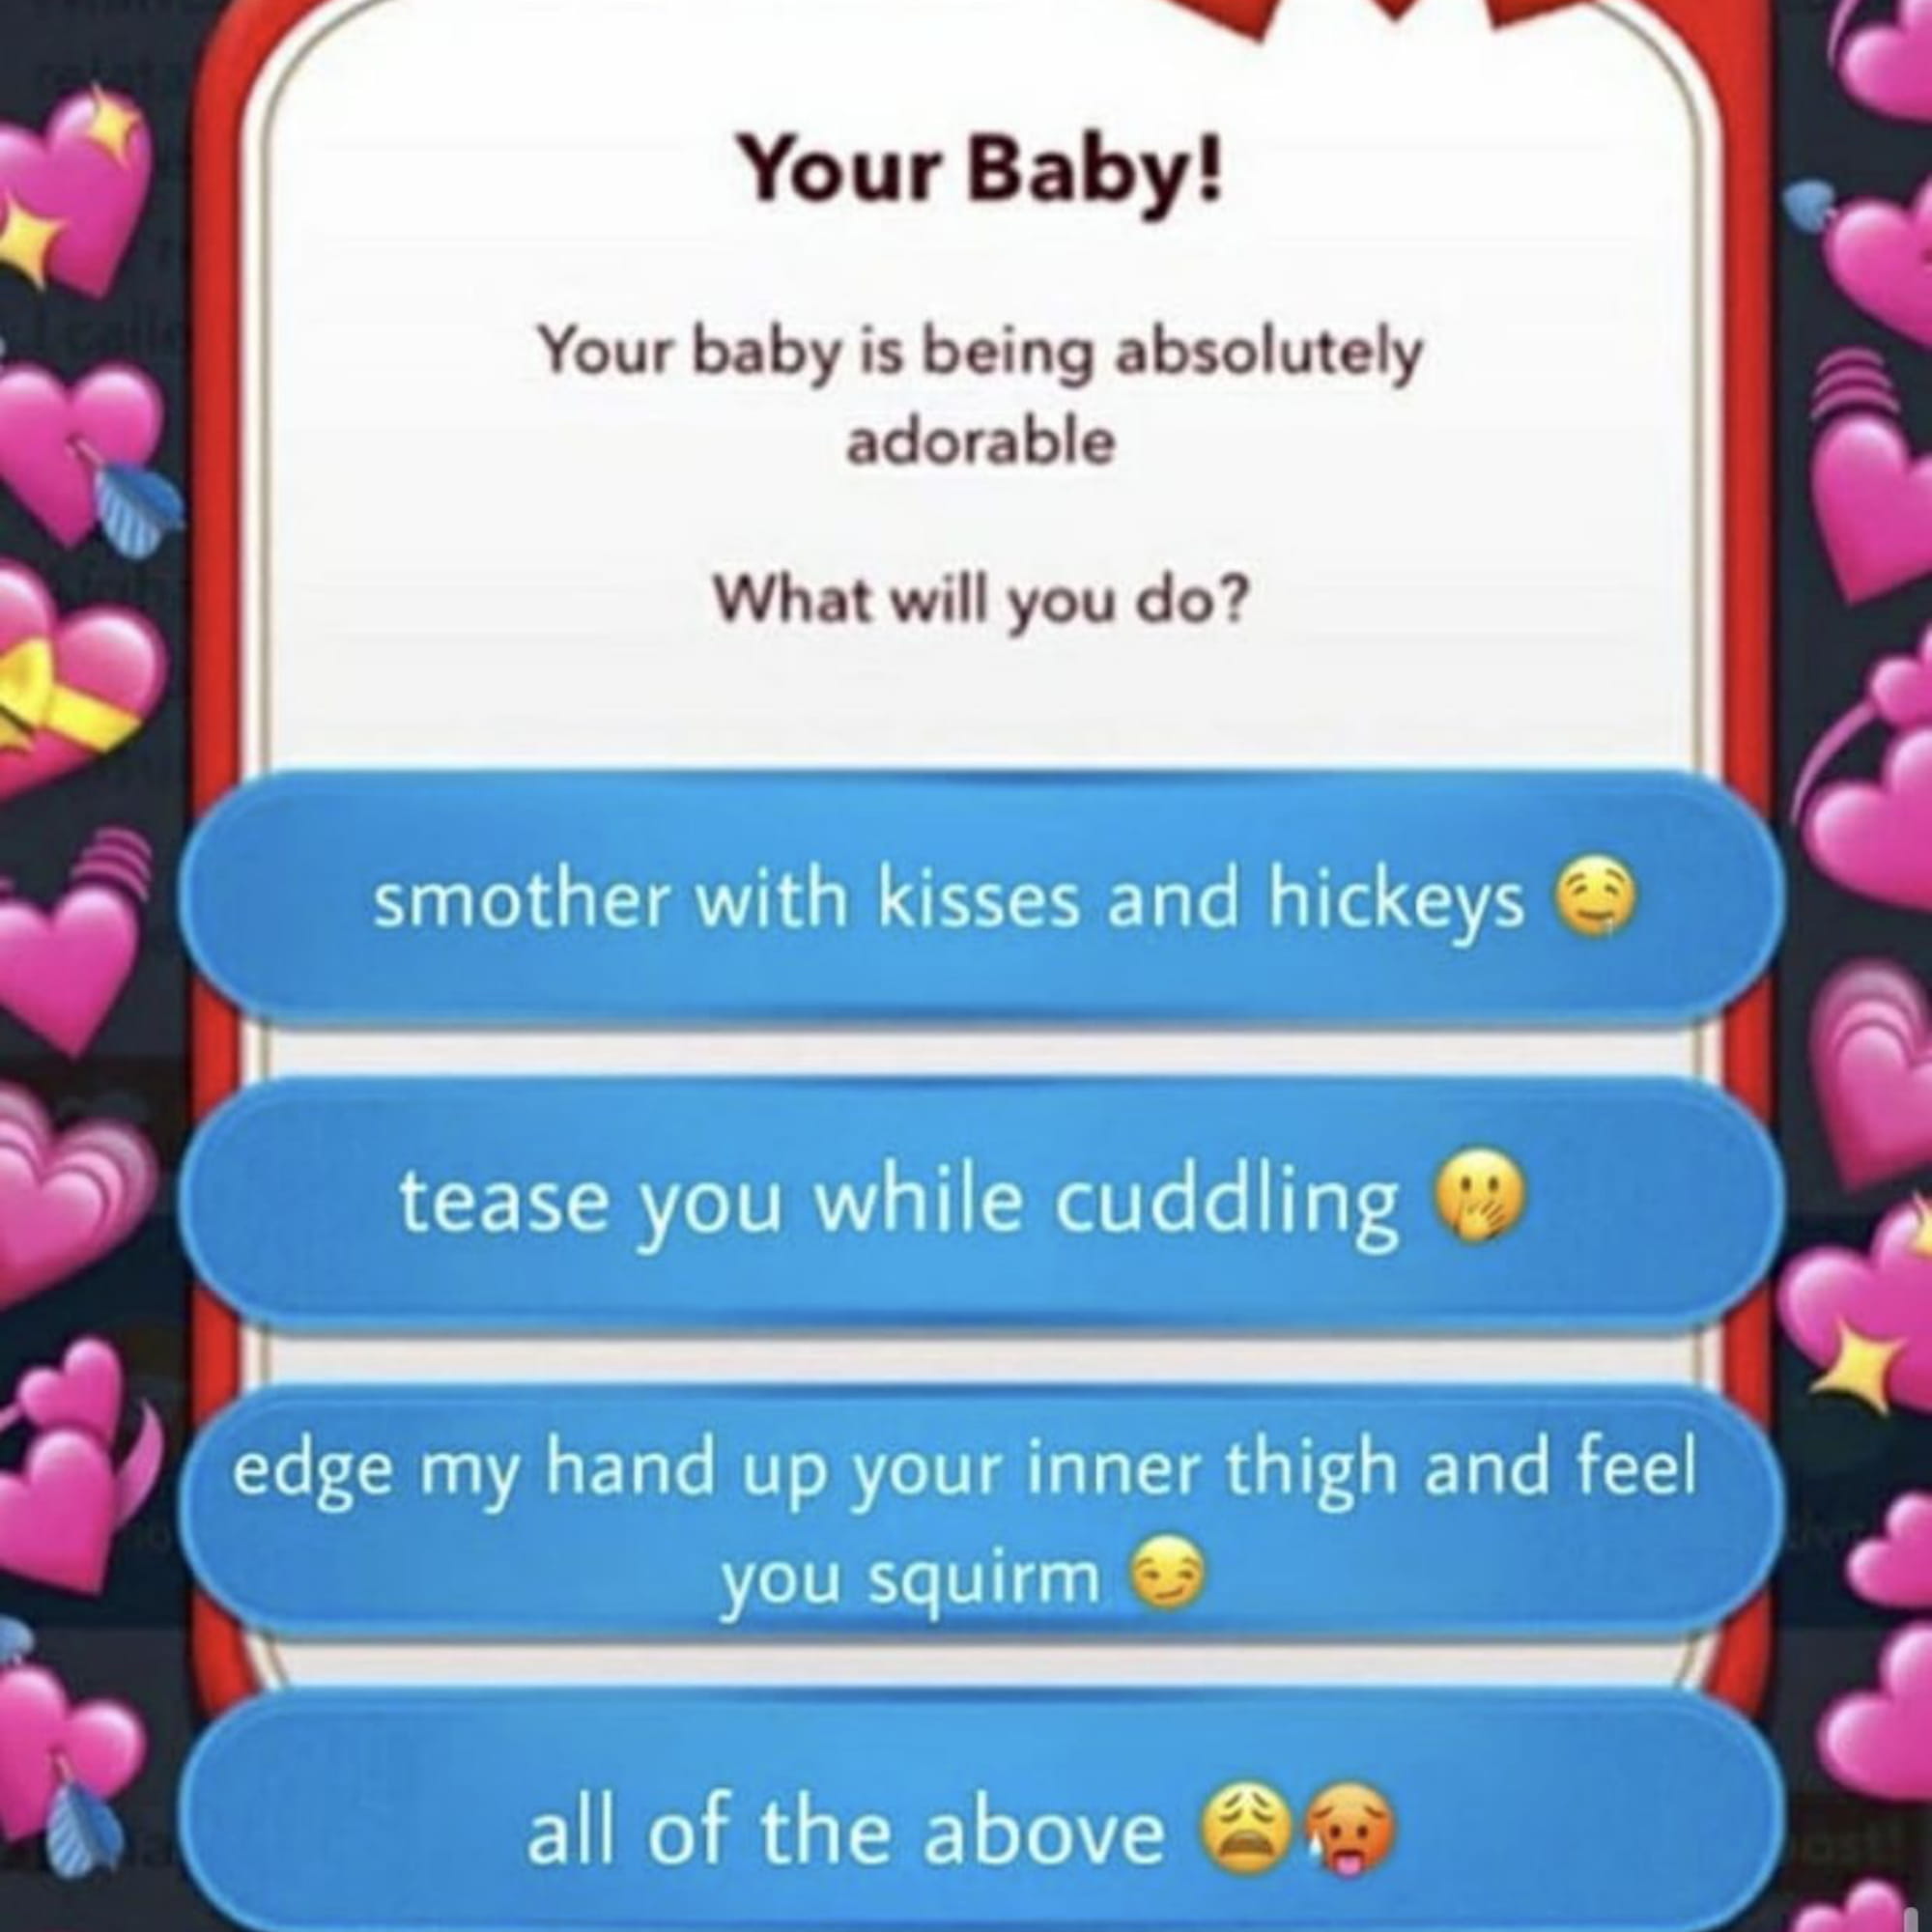 Your Baby!
Your baby is being absolutely
adorable
What will you do?
smother with kisses and hickeys 🤤
tease you while cuddling 🫢
edge my hand up your inner thigh and feel
you squirm 😏
all of the above 😩🥵